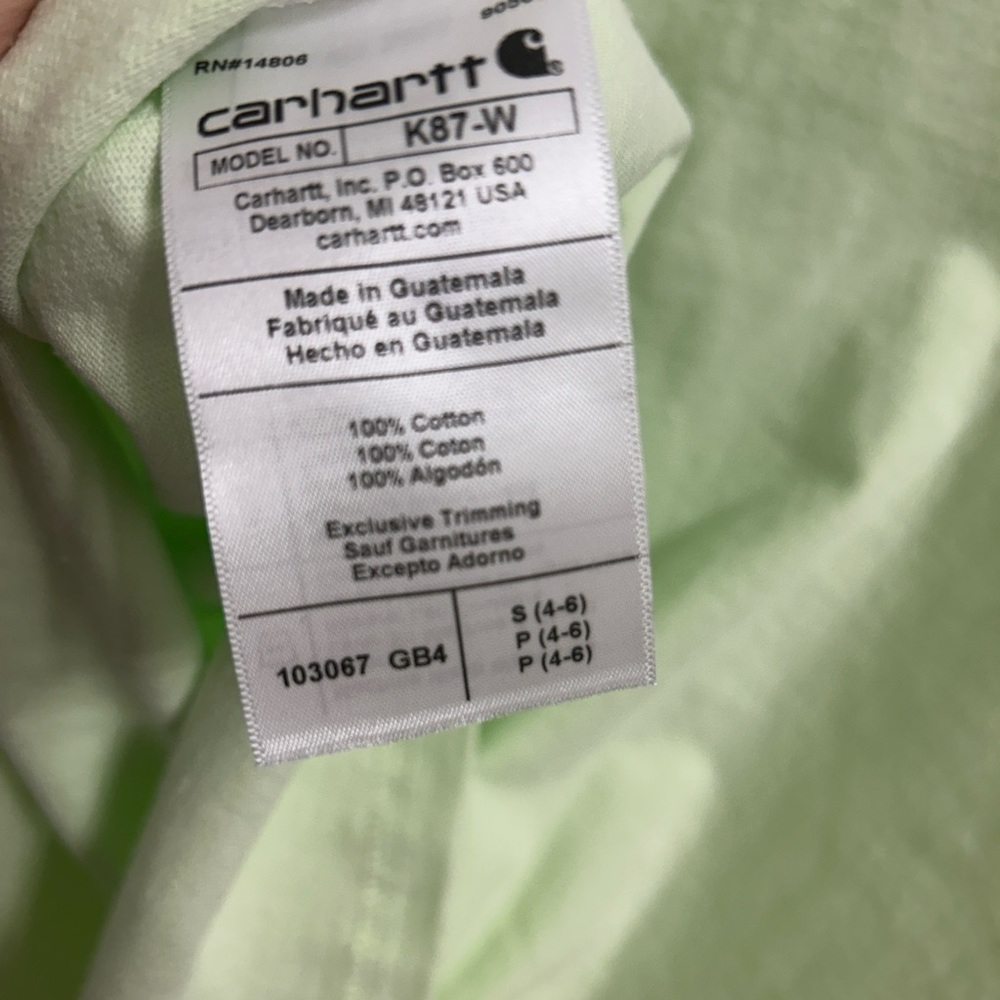 RN#14806
carhartt
MODEL NO. K87-W
Carhartt, Inc. P.O. Box 600
Dearborn, MI 48121 USA
carhartt.com
Made in Guatemala
Fabriqué au Guatemala
Hecho en Guatemala
100% Cotton
100% Coton
100% Algodón
Exclusive Trimming
Sauf Garnitures
Excepto Adorno
103067 GB4
S (4-6)
P (4-6)
P (4-6)